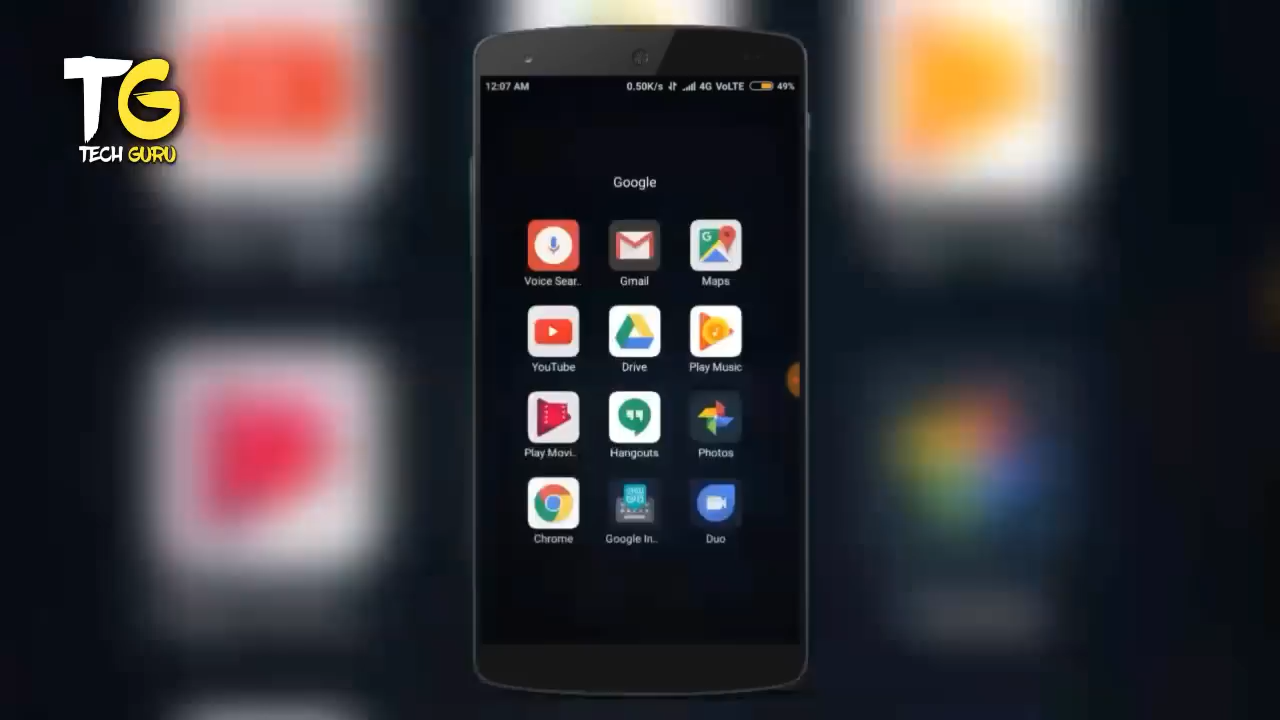 TG
TECH GURU
12:07 AM 0.50K/s 4G VoLTE 49%
Google
Voice Sear..
Gmail
Maps
YouTube
Drive
Play Music
Play Movi..
Hangouts
Photos
Chrome
Google In..
Duo